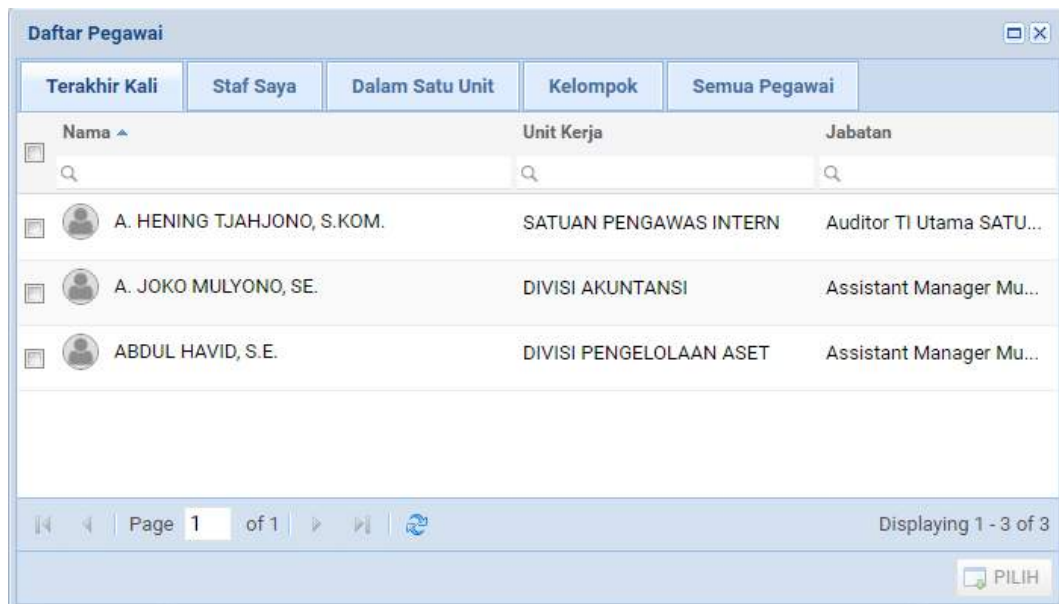 Daftar Pegawai
Terakhir Kali Staf Saya Dalam Satu Unit Kelompok Semua Pegawai
Nama Unit Kerja Jabatan
A. HENING TJAHJONO, S.KOM. SATUAN PENGAWAS INTERN Auditor TI Utama SATU...
A. JOKO MULYONO, SE. DIVISI AKUNTANSI Assistant Manager Mu...
ABDUL HAVID, S.E. DIVISI PENGELOLAAN ASET Assistant Manager Mu...
Page 1 of 1 Displaying 1 - 3 of 3
PILIH